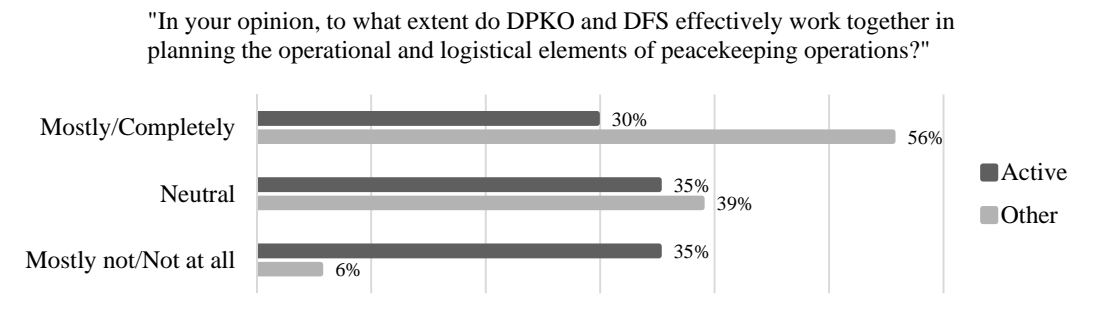 "In your opinion, to what extent do DPKO and DFS effectively work together in
planning the operational and logistical elements of peacekeeping operations?"
Mostly/Completely
30%
56%
Neutral
35%
39%
Mostly not/Not at all
35%
6%
Active
Other